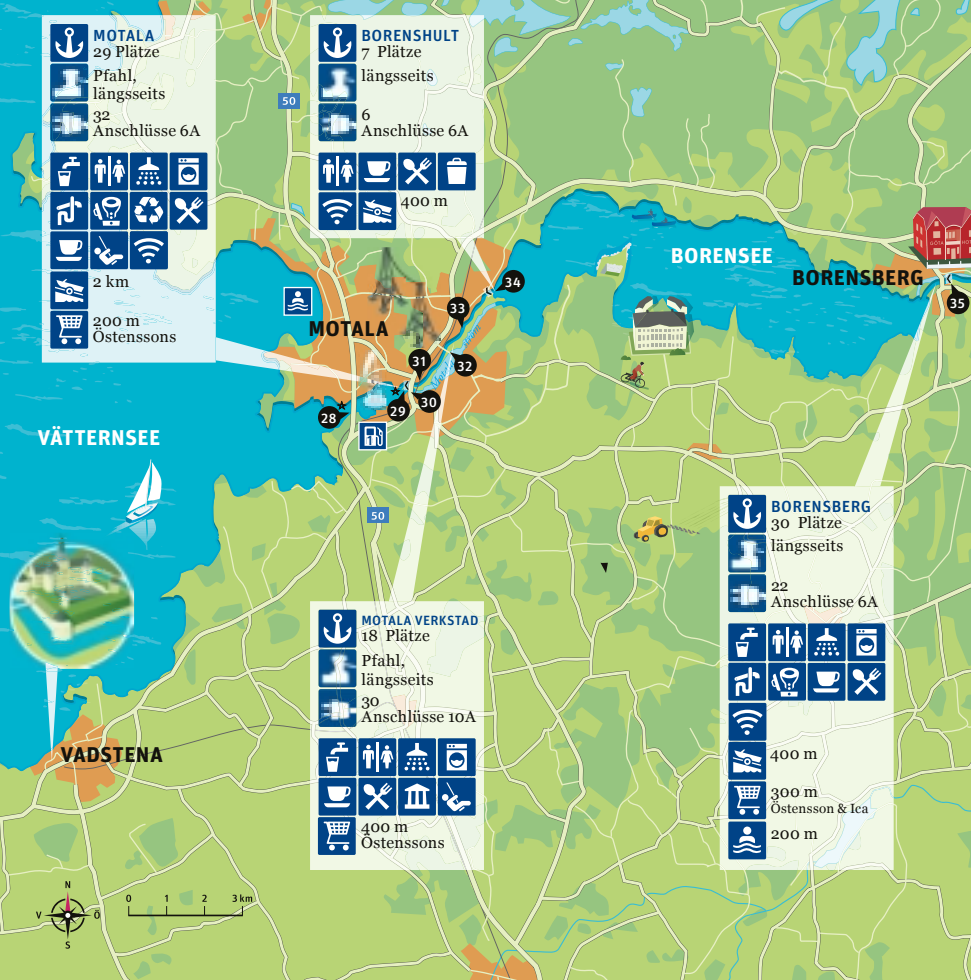 MOTALA
29 Plätze
Pfahl,
längsseits
32
Anschlüsse 6A
2 km
200 m
Östenssons
BORENSHULT
7 Plätze
längsseits
6
Anschlüsse 6A
400 m
50
BORENSEE
BORENSBERG
GÖTA
35
34
33
MOTALA
31
32
30
29
28
VÄTTERNSEE
50
BORENSBERG
30 Plätze
längsseits
22
Anschlüsse 6A
400 m
300 m
Östensson & Ica
200 m
MOTALA VERKSTAD
18 Plätze
Pfahl,
längsseits
30
Anschlüsse 10A
400 m
Östenssons
VADSTENA
N
V
Ö
S
0 1 2 3 km